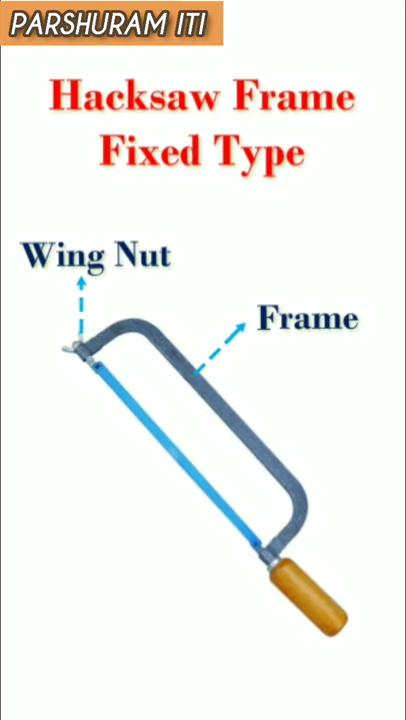 PARSHURAM ITI
Hacksaw Frame
Fixed Type
Wing Nut
Frame